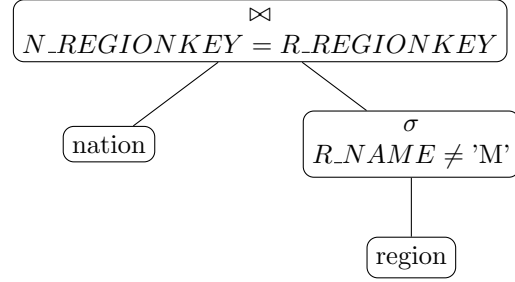 ⋈
N_REGIONKEY = R_REGIONKEY
nation
σ
R_NAME ≠ 'M'
region